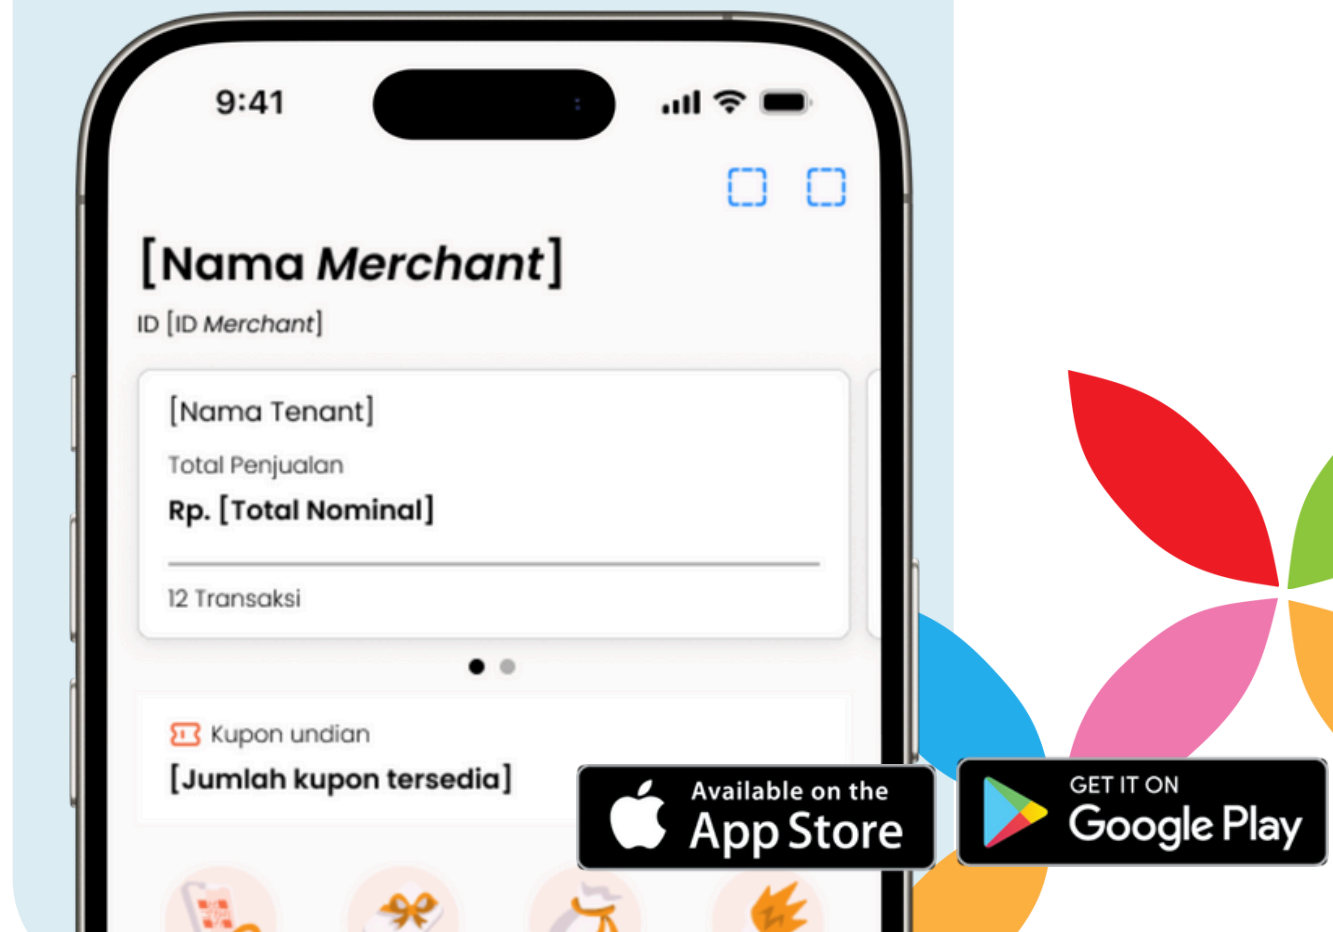 9:41
[Nama Merchant]
ID [ID Merchant]
[Nama Tenant]
Total Penjualan
Rp. [Total Nominal]
12 Transaksi
Kupon undian
[Jumlah kupon tersedia]
Available on the
App Store
GET IT ON
Google Play